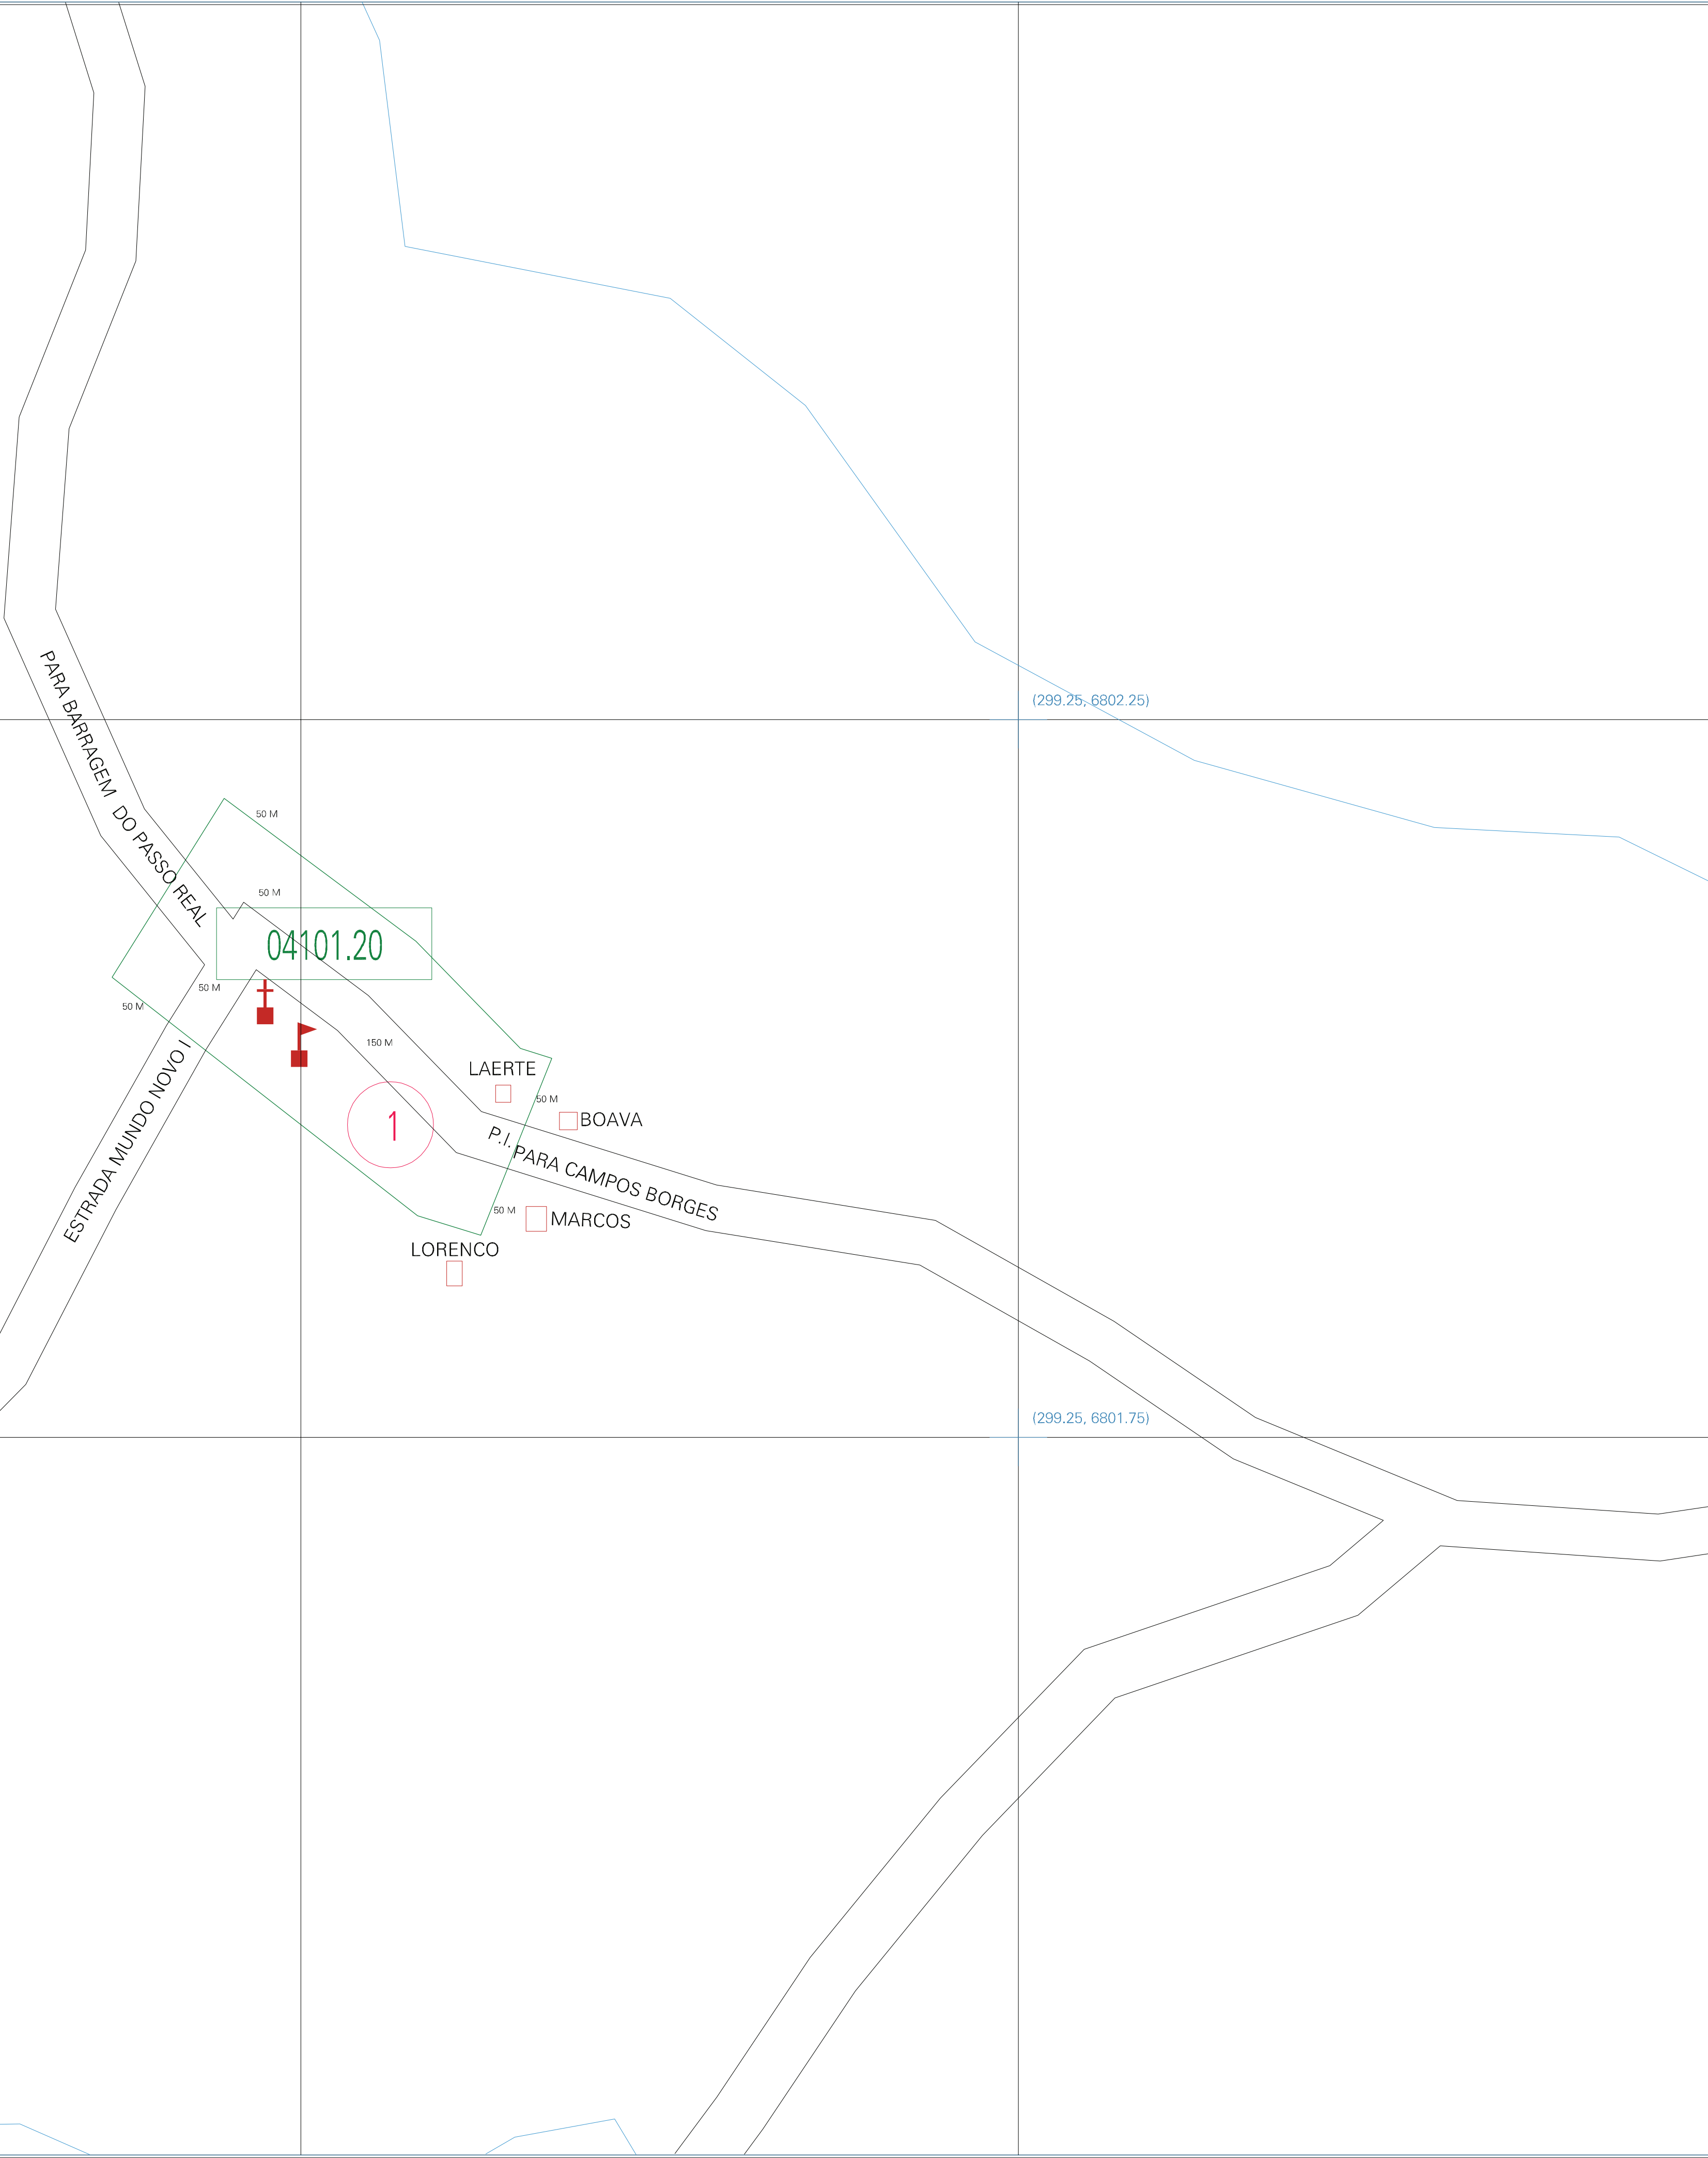 PARA BARRAGEM DO PASSO REAL
(299.25, 6802.25)
50 M
50 M
04101.20
50 M
50 M
ESTRADA MUNDO NOVO I
150 M
LAERTE
50 M
BOAVA
1
P.I.
PARA CAMPOS BORGES
50 M
MARCOS
LORENCO
(299.25, 6801.75)